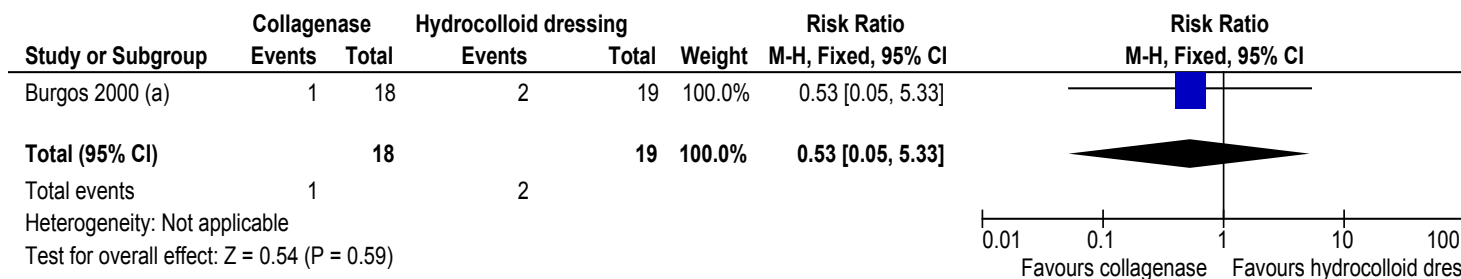 Collagenase Hydrocolloid dressing Risk Ratio Risk Ratio
Study or Subgroup Events Total Events Total Weight M-H, Fixed, 95% CI M-H, Fixed, 95% CI
Burgos 2000 (a) 1 18 2 19 100.0% 0.53 [0.05, 5.33]
Total (95% CI) 18 19 100.0% 0.53 [0.05, 5.33]
Total events 1 2
Heterogeneity: Not applicable
Test for overall effect: Z = 0.54 (P = 0.59)
0.01 0.1 1 10 100
Favours collagenase Favours hydrocolloid dres